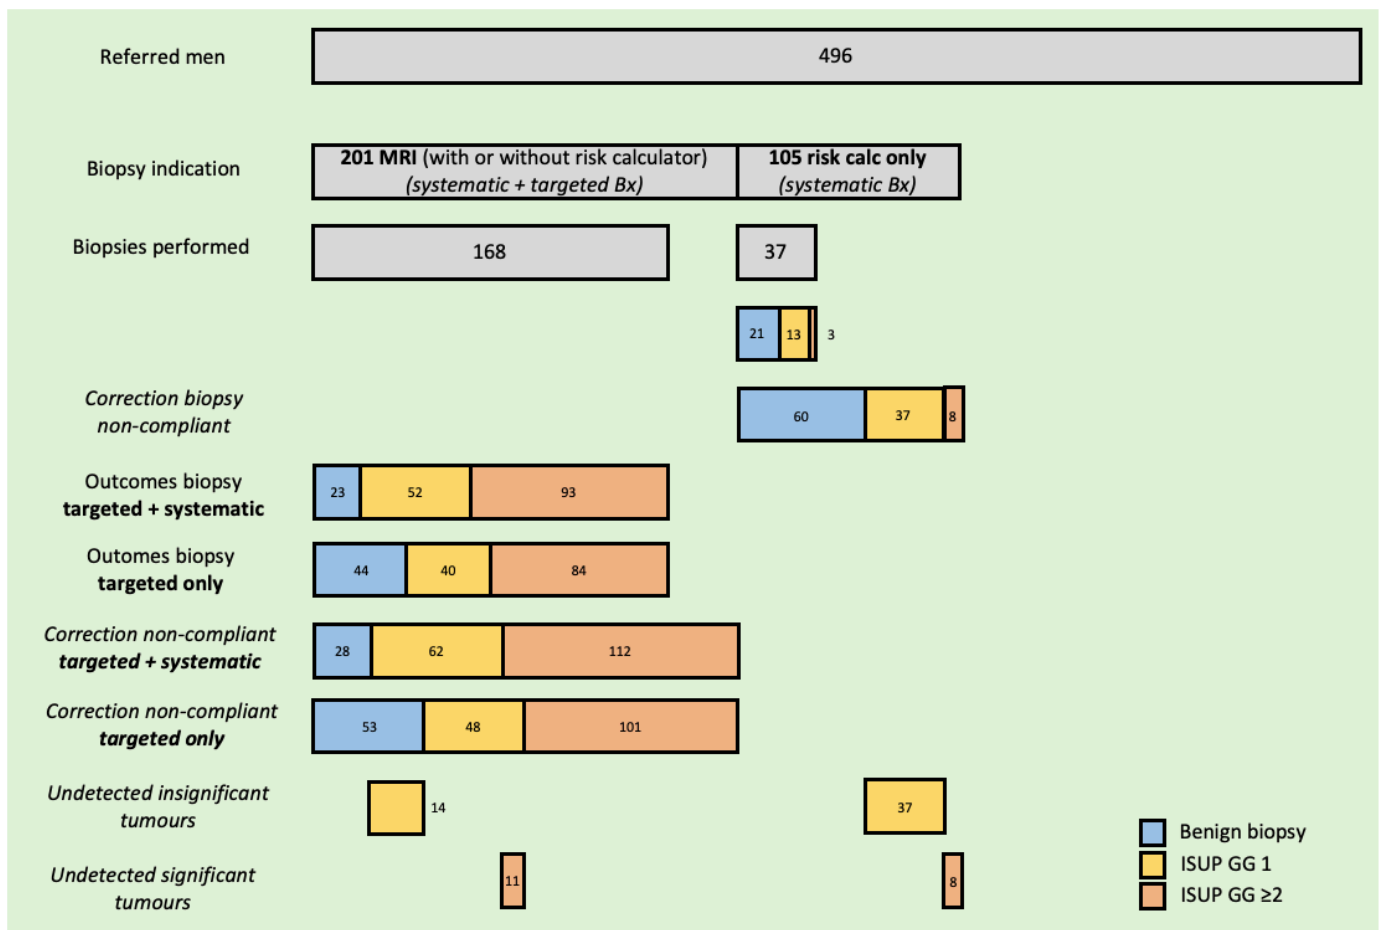 Referred men
496
Biopsy indication
201 MRI (with or without risk calculator)
(systematic + targeted Bx)
105 risk calc only
(systematic Bx)
Biopsies performed
168
37
21
13
3
Correction biopsy
non-compliant
60
37
8
Outcomes biopsy
targeted + systematic
23
52
93
Outomes biopsy
targeted only
44
40
84
Correction non-compliant
targeted + systematic
28
62
112
Correction non-compliant
targeted only
53
48
101
Undetected insignificant
tumours
14
37
Undetected significant
tumours
11
8
Benign biopsy
ISUP GG 1
ISUP GG ≥2